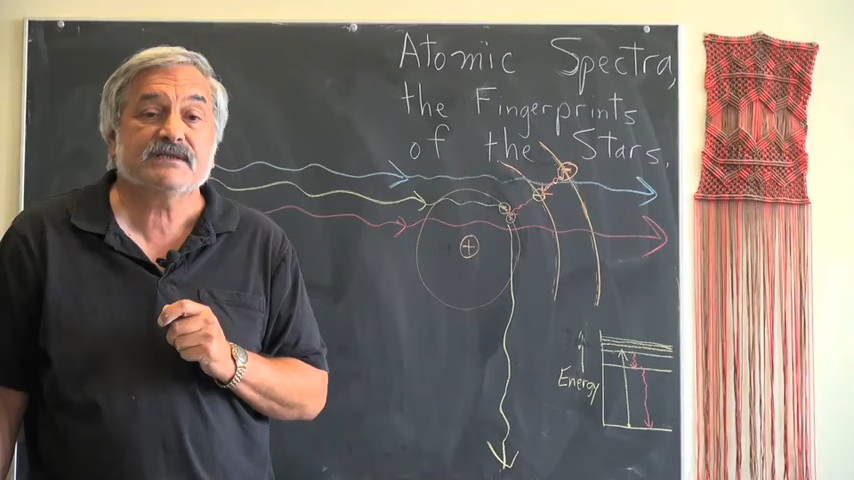 Atomic Spectra,
the Fingerprints
of the Stars.
+
Energy